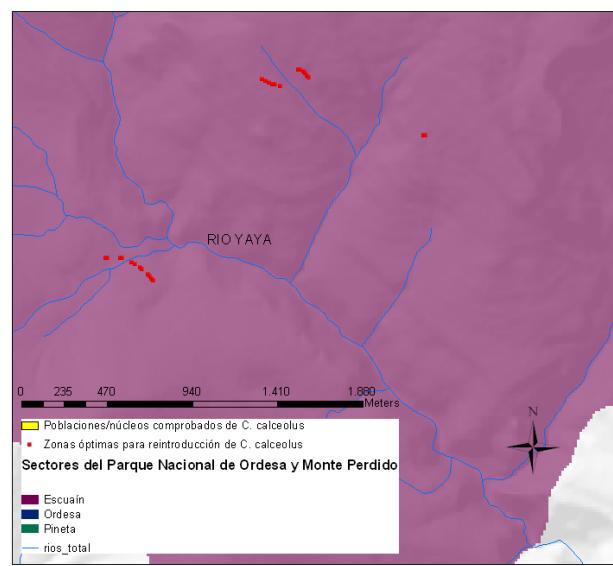 RIO YAYA
0 235 470 940 1.410 1.880
Meters
N
Poblaciones/núcleos comprobados de C. calceolus
Zonas óptimas para reintroducción de C. calceolus
Sectores del Parque Nacional de Ordesa y Monte Perdido
Escuaín
Ordesa
Pineta
rios_total